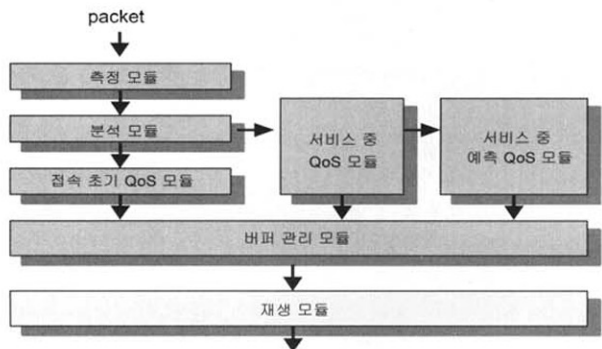 packet
측정 모듈
분석 모듈
접속 초기 QoS 모듈
서비스 중
QoS 모듈
서비스 중
예측 QoS 모듈
버퍼 관리 모듈
재생 모듈